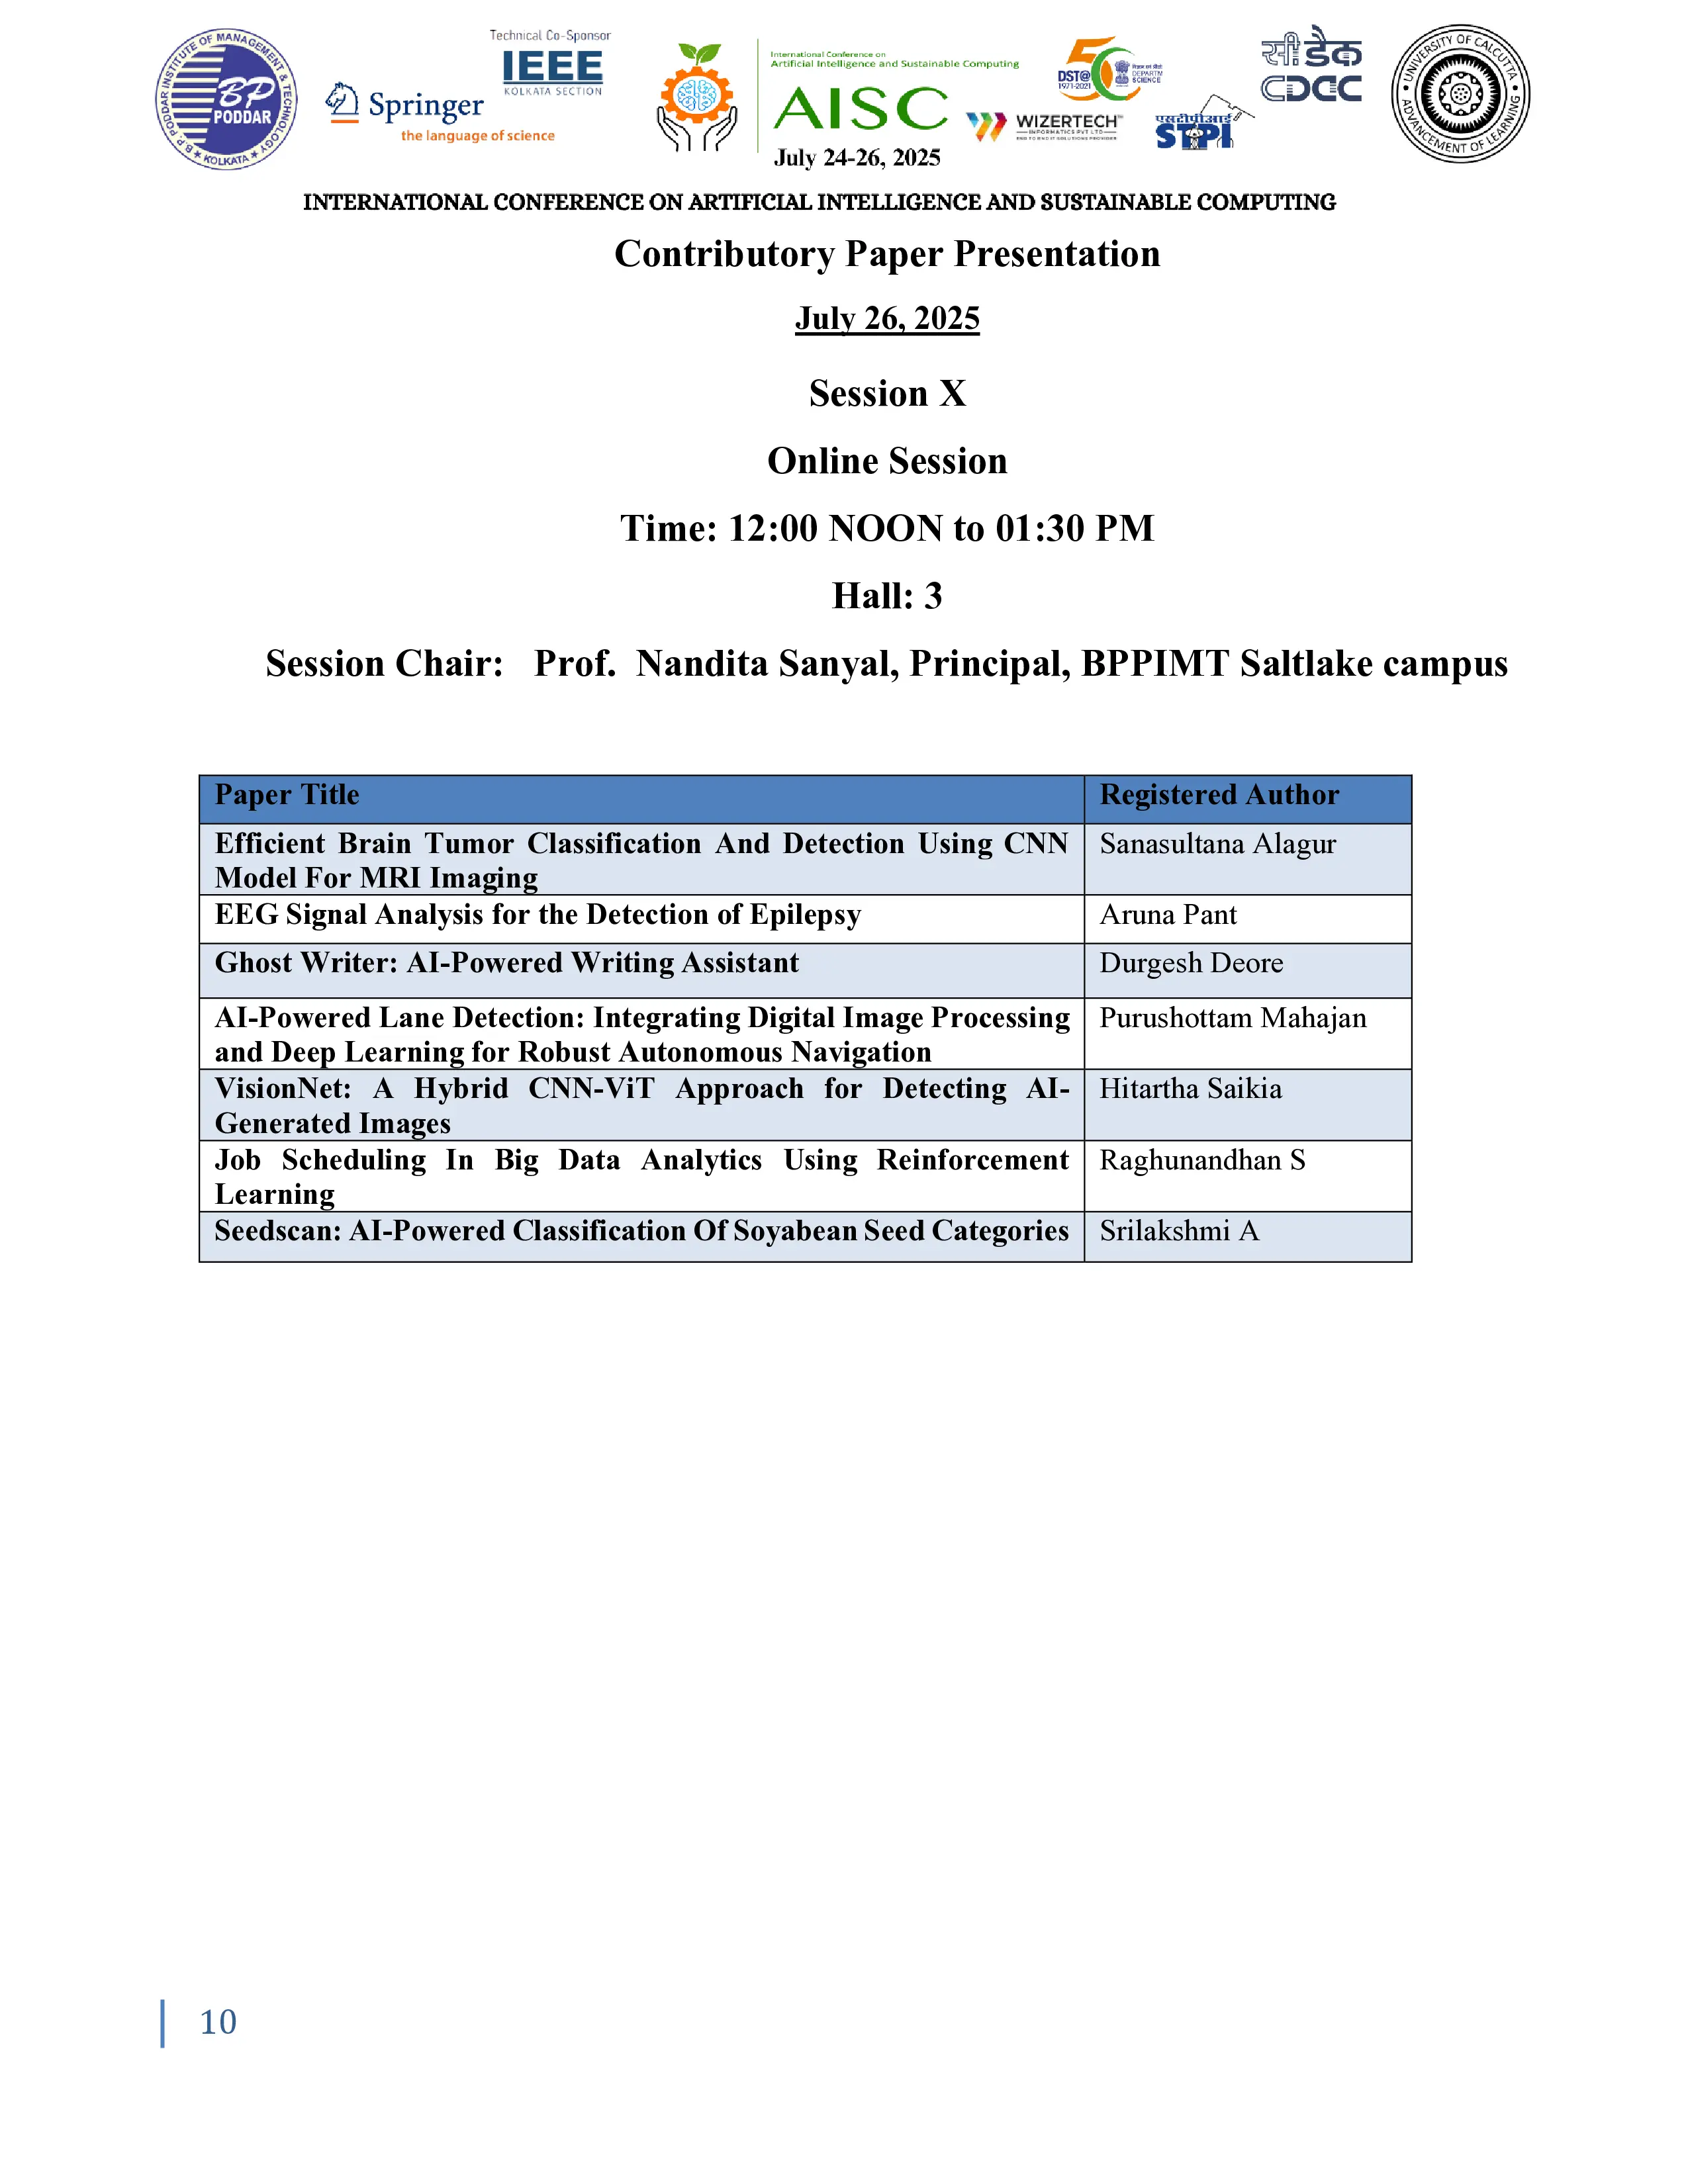 B.P. PODDAR INSTITUTE OF MANAGEMENT & TECHNOLOGY
BP
PODDAR
KOLKATA
Springer
the language of science
Technical Co-Sponsor
IEEE
KOLKATA SECTION
International Conference on
Artificial Intelligence and Sustainable Computing
AISC
July 24-26, 2025
WIZERTECH
INFORMATICS PVT LTD
DST@
1971-2021
DEPARTM
SCIENCE
एसटीपीआई
STPI
सी डैक
CDCC
UNIVERSITY OF CALCUTTA
ADVANCEMENT OF LEARNING
INTERNATIONAL CONFERENCE ON ARTIFICIAL INTELLIGENCE AND SUSTAINABLE COMPUTING
Contributory Paper Presentation
July 26, 2025
Session X
Online Session
Time: 12:00 NOON to 01:30 PM
Hall: 3
Session Chair: Prof. Nandita Sanyal, Principal, BPPIMT Saltlake campus
Paper Title Registered Author
Efficient Brain Tumor Classification And Detection Using CNN Sanasultana Alagur
Model For MRI Imaging
EEG Signal Analysis for the Detection of Epilepsy Aruna Pant
Ghost Writer: AI-Powered Writing Assistant Durgesh Deore
AI-Powered Lane Detection: Integrating Digital Image Processing Purushottam Mahajan
and Deep Learning for Robust Autonomous Navigation
VisionNet: A Hybrid CNN-ViT Approach for Detecting AI- Hitartha Saikia
Generated Images
Job Scheduling In Big Data Analytics Using Reinforcement Raghunandhan S
Learning
Seedscan: AI-Powered Classification Of Soyabean Seed Categories Srilakshmi A
10